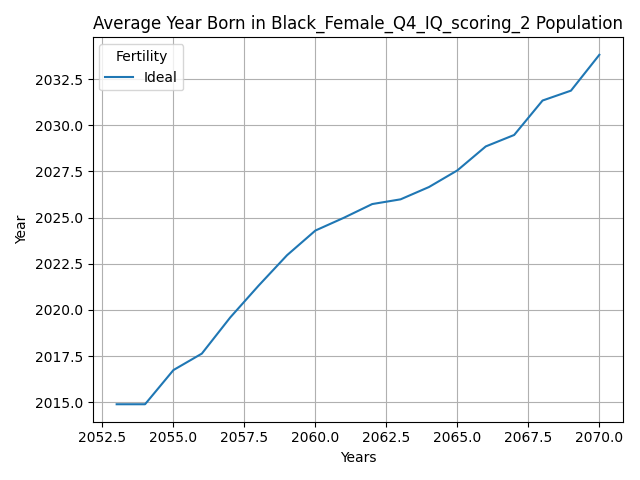 Average Year Born in Black_Female_Q4_IQ_scoring_2 Population
Fertility
Ideal
2032.5
2030.0
2027.5
2025.0
2022.5
2020.0
2017.5
2015.0
Year
2052.5 2055.0 2057.5 2060.0 2062.5 2065.0 2067.5 2070.0
Years